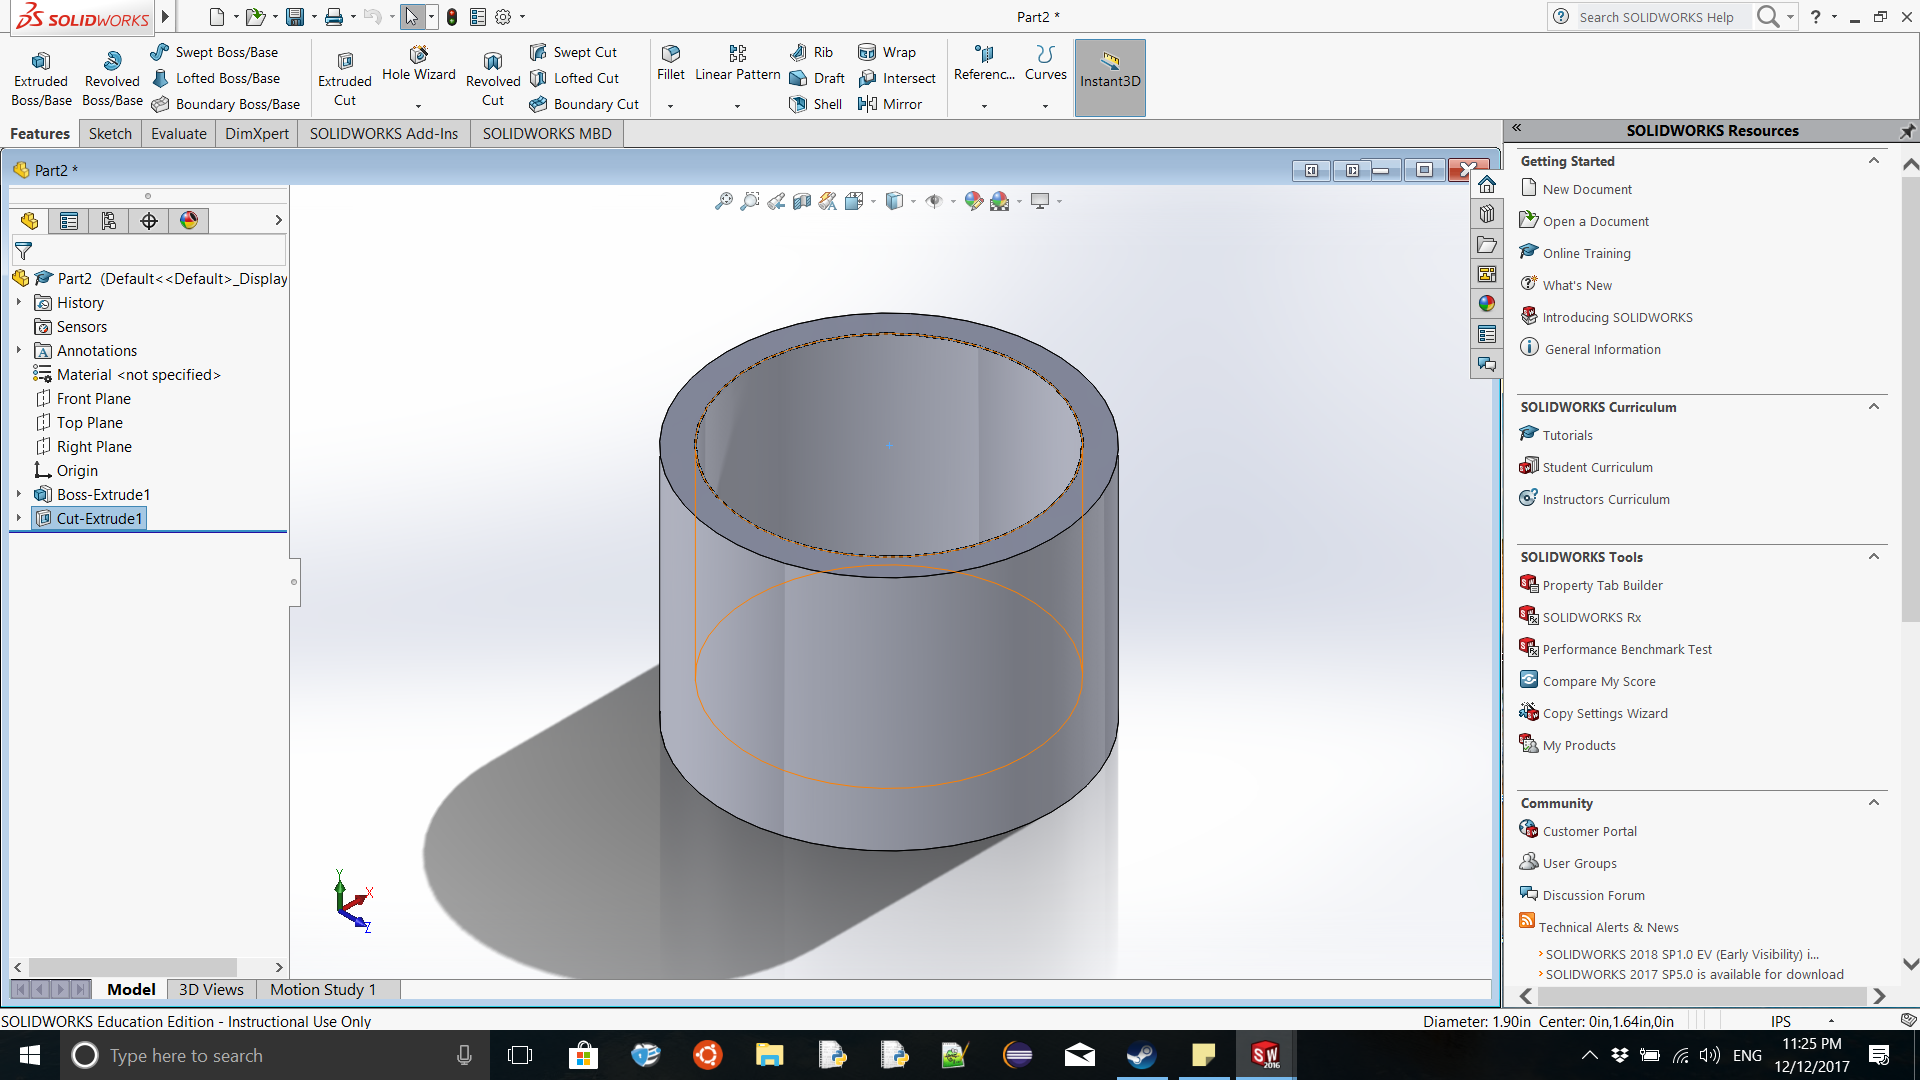 SOLIDWORKS
Part2 *
Search SOLIDWORKS Help
Extruded Boss/Base
Revolved Boss/Base
Swept Boss/Base
Lofted Boss/Base
Boundary Boss/Base
Extruded Cut
Hole Wizard
Revolved Cut
Swept Cut
Lofted Cut
Boundary Cut
Fillet
Linear Pattern
Rib
Draft
Shell
Wrap
Intersect
Mirror
Referenc...
Curves
Instant3D
Features
Sketch
Evaluate
DimXpert
SOLIDWORKS Add-Ins
SOLIDWORKS MBD
Part2 *
Part2 (Default<<Default>_Display
History
Sensors
Annotations
Material <not specified>
Front Plane
Top Plane
Right Plane
Origin
Boss-Extrude1
Cut-Extrude1
Y
X
Z
Model
3D Views
Motion Study 1
SOLIDWORKS Resources
Getting Started
New Document
Open a Document
Online Training
What's New
Introducing SOLIDWORKS
General Information
SOLIDWORKS Curriculum
Tutorials
Student Curriculum
Instructors Curriculum
SOLIDWORKS Tools
Property Tab Builder
SOLIDWORKS Rx
Performance Benchmark Test
Compare My Score
Copy Settings Wizard
My Products
Community
Customer Portal
User Groups
Discussion Forum
Technical Alerts & News
SOLIDWORKS 2018 SP1.0 EV (Early Visibility) i...
SOLIDWORKS 2017 SP5.0 is available for download
SOLIDWORKS Education Edition - Instructional Use Only
Diameter: 1.90in Center: 0in,1.64in,0in
IPS
Type here to search
SW 2016
ENG
11:25 PM
12/12/2017